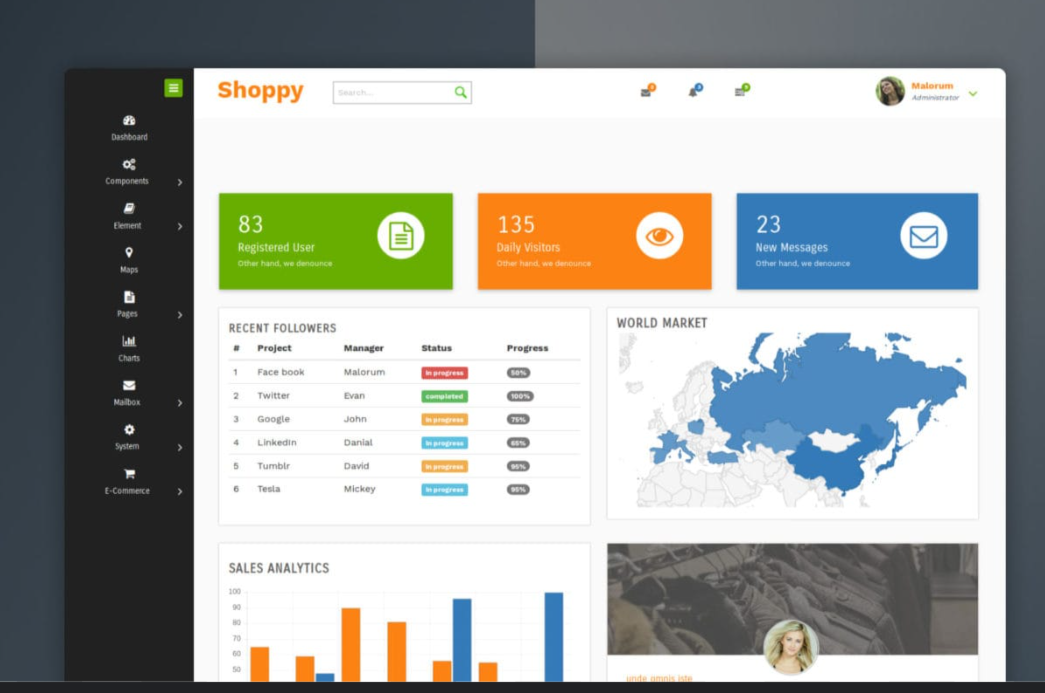 Shoppy
Search...
Malorum
Administrator
Dashboard
Components
Element
Maps
Pages
Charts
Mailbox
System
E-Commerce
83
Registered User
Other hand, we denounce
135
Daily Visitors
Other hand, we denounce
23
New Messages
Other hand, we denounce
RECENT FOLLOWERS
# Project Manager Status Progress
1 Face book Malorum in progress 50%
2 Twitter Evan completed 100%
3 Google John in progress 75%
4 LinkedIn Danial in progress 65%
5 Tumblr David in progress 95%
6 Tesla Mickey in progress 95%
WORLD MARKET
SALES ANALYTICS
100
90
80
70
60
50
unde omnis iste